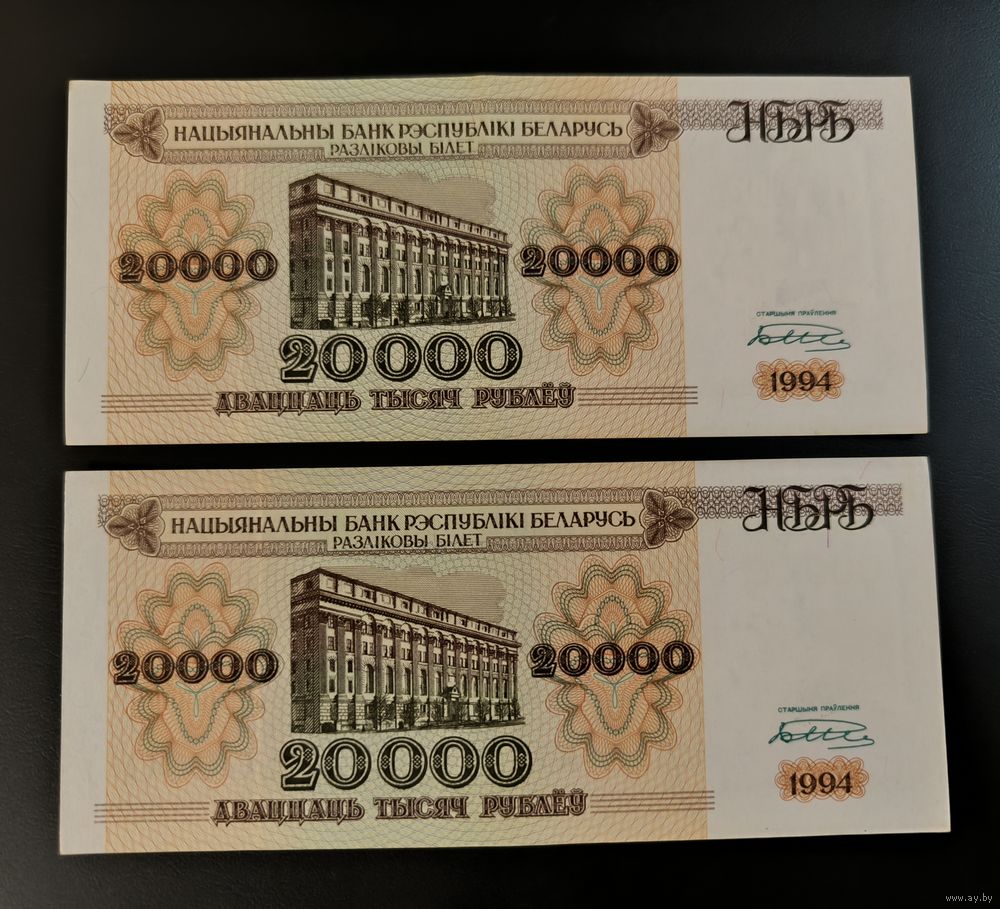 НАЦЫЯНАЛЬНЫ БАНК РЭСПУБЛІКІ БЕЛАРУСЬ
НБРБ
РАЗЛІКОВЫ БІЛЕТ
20000
20000
СТАРШЫНЯ ПРАЎЛЕННЯ
20000
1994
ДВАЦЦАЦЬ ТЫСЯЧ РУБЛЁЎ
НАЦЫЯНАЛЬНЫ БАНК РЭСПУБЛІКІ БЕЛАРУСЬ
НБРБ
РАЗЛІКОВЫ БІЛЕТ
20000
20000
СТАРШЫНЯ ПРАЎЛЕННЯ
20000
1994
ДВАЦЦАЦЬ ТЫСЯЧ РУБЛЁЎ
www.ay.by